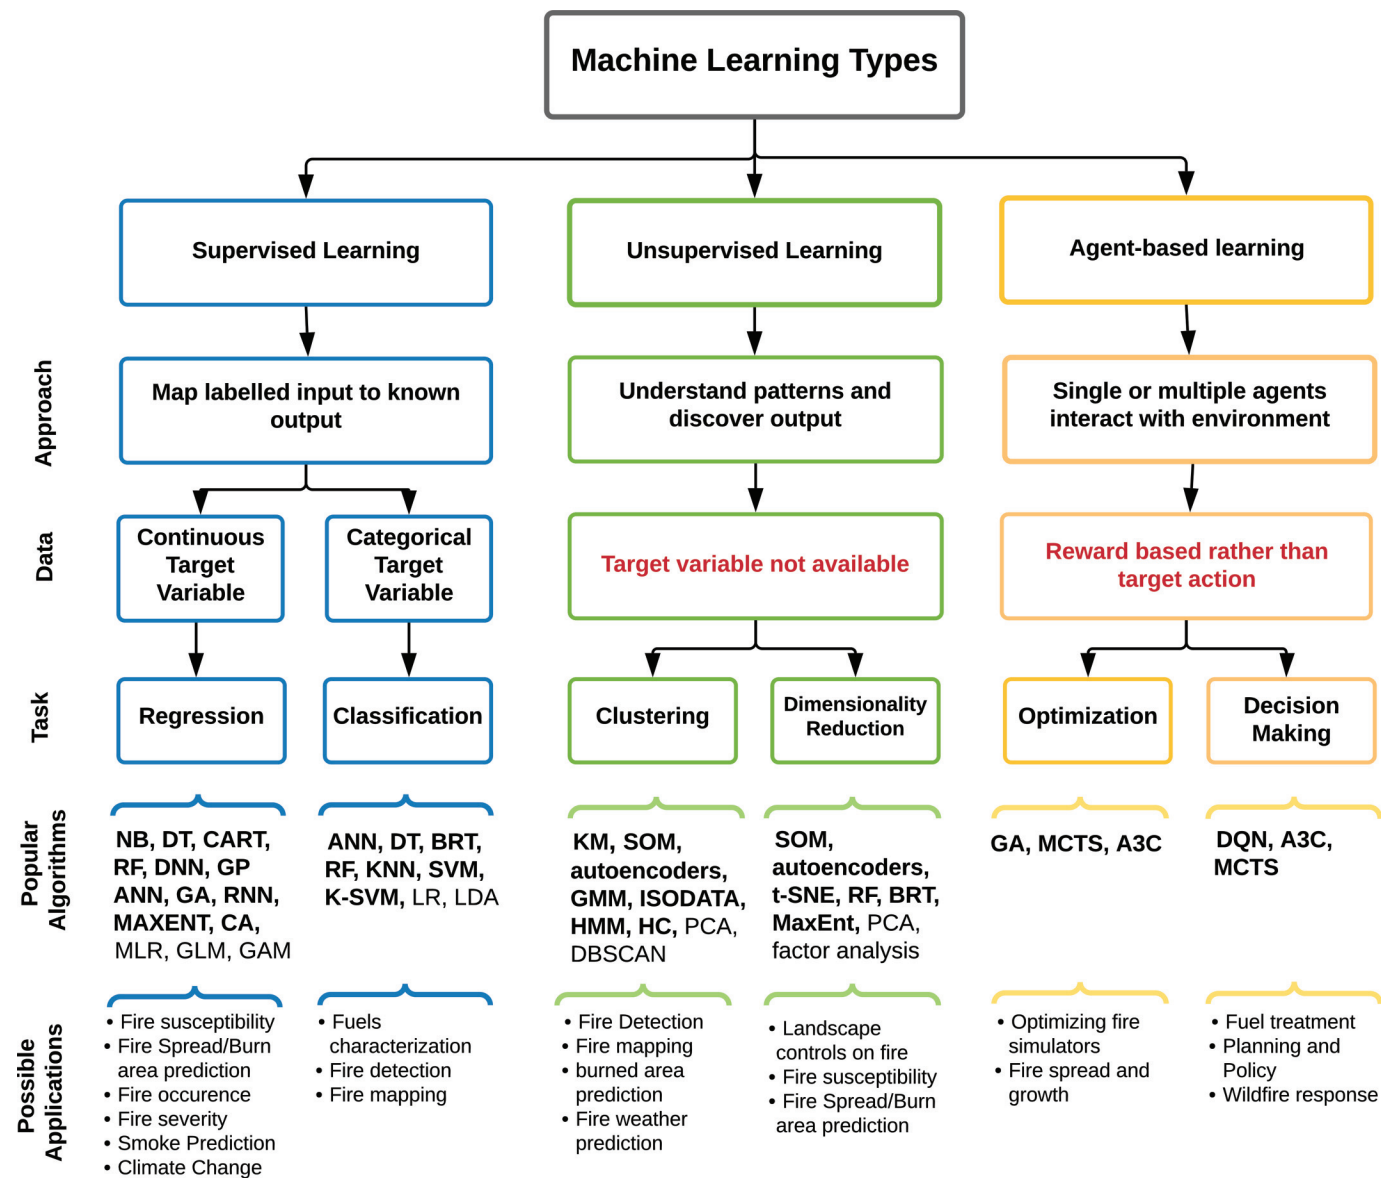 Machine Learning Types
Supervised Learning
Unsupervised Learning
Agent-based learning
Approach
Map labelled input to known
output
Understand patterns and
discover output
Single or multiple agents
interact with environment
Data
Continuous
Target
Variable
Categorical
Target
Variable
Target variable not available
Reward based rather than
target action
Task
Regression
Classification
Clustering
Dimensionality
Reduction
Optimization
Decision
Making
Popular
Algorithms
NB, DT, CART,
RF, DNN, GP
ANN, GA, RNN,
MAXENT, CA,
MLR, GLM, GAM
ANN, DT, BRT,
RF, KNN, SVM,
K-SVM, LR, LDA
KM, SOM,
autoencoders,
GMM, ISODATA,
HMM, HC, PCA,
DBSCAN
SOM,
autoencoders,
t-SNE, RF, BRT,
MaxEnt, PCA,
factor analysis
GA, MCTS, A3C
DQN, A3C,
MCTS
Possible
Applications
• Fire susceptibility
• Fire Spread/Burn
area prediction
• Fire occurence
• Fire severity
• Smoke Prediction
• Climate Change
• Fuels
characterization
• Fire detection
• Fire mapping
• Fire Detection
• Fire mapping
• burned area
prediction
• Fire weather
prediction
• Landscape
controls on fire
• Fire susceptibility
• Fire Spread/Burn
area prediction
• Optimizing fire
simulators
• Fire spread and
growth
• Fuel treatment
• Planning and
Policy
• Wildfire response